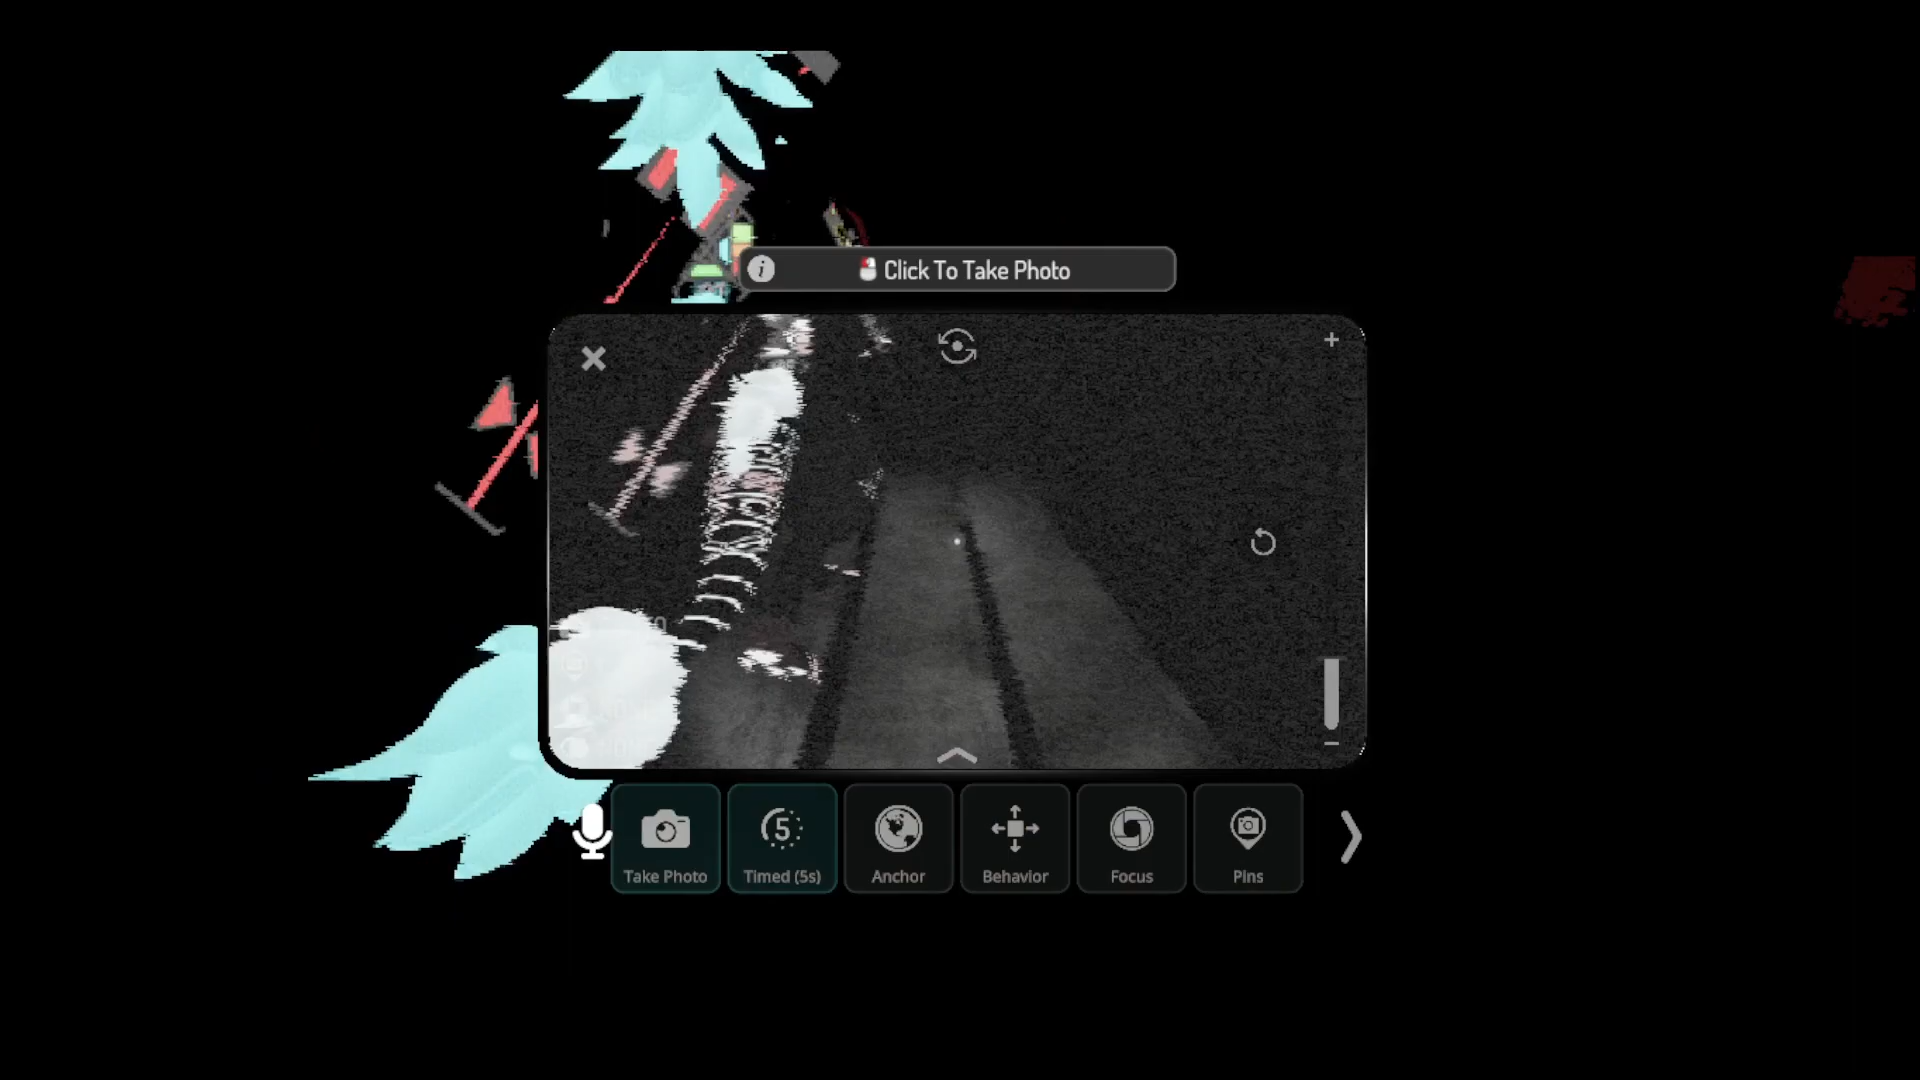 Click To Take Photo
5
Take Photo
Timed (5s)
Anchor
Behavior
Focus
Pins